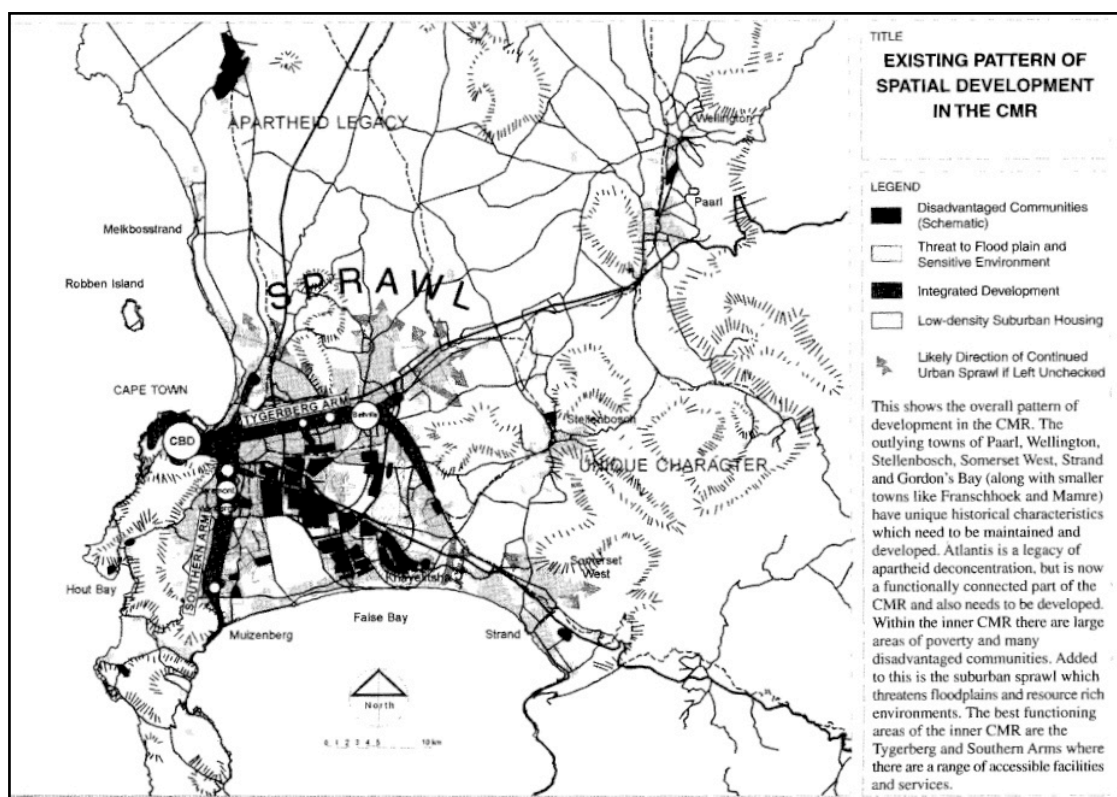 TITLE
EXISTING PATTERN OF
SPATIAL DEVELOPMENT
IN THE CMR
LEGEND
Disadvantaged Communities
(Schematic)
Threat to Flood plain and
Sensitive Environment
Integrated Development
Low-density Suburban Housing
Likely Direction of Continued
Urban Sprawl if Left Unchecked
This shows the overall pattern of
development in the CMR. The
outlying towns of Paarl, Wellington,
Stellenbosch, Somerset West, Strand
and Gordon's Bay (along with smaller
towns like Franschhoek and Mamre)
have unique historical characteristics
which need to be maintained and
developed. Atlantis is a legacy of
apartheid deconcentration, but is now
a functionally connected part of the
CMR and also needs to be developed.
Within the inner CMR there are large
areas of poverty and many
disadvantaged communities. Added
to this is the suburban sprawl which
threatens floodplains and resource rich
environments. The best functioning
areas of the inner CMR are the
Tygerberg and Southern Arms where
there are a range of accessible facilities
and services.
APARTHEID LEGACY
Wellington
Paarl
Melkbosstrand
Robben Island
SPRAWL
CAPE TOWN
TYGERBERG ARM
Bellville
CBD
Stellenbosch
UNIQUE CHARACTER
SOUTHERN ARM
Hout Bay
Khayelitsha
Somerset
West
Muizenberg
False Bay
Strand
North
0 1 2 3 4 5 10 km